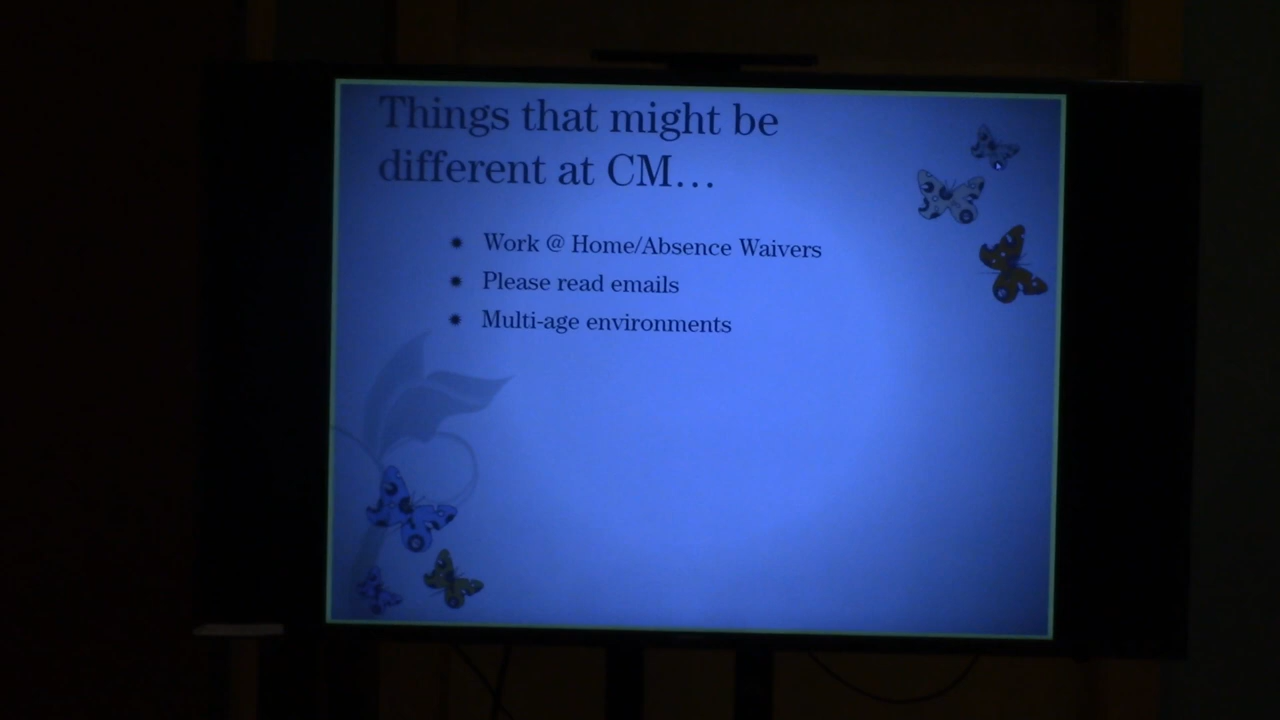 Things that might be
different at CM…
Work @ Home/Absence Waivers
Please read emails
Multi-age environments